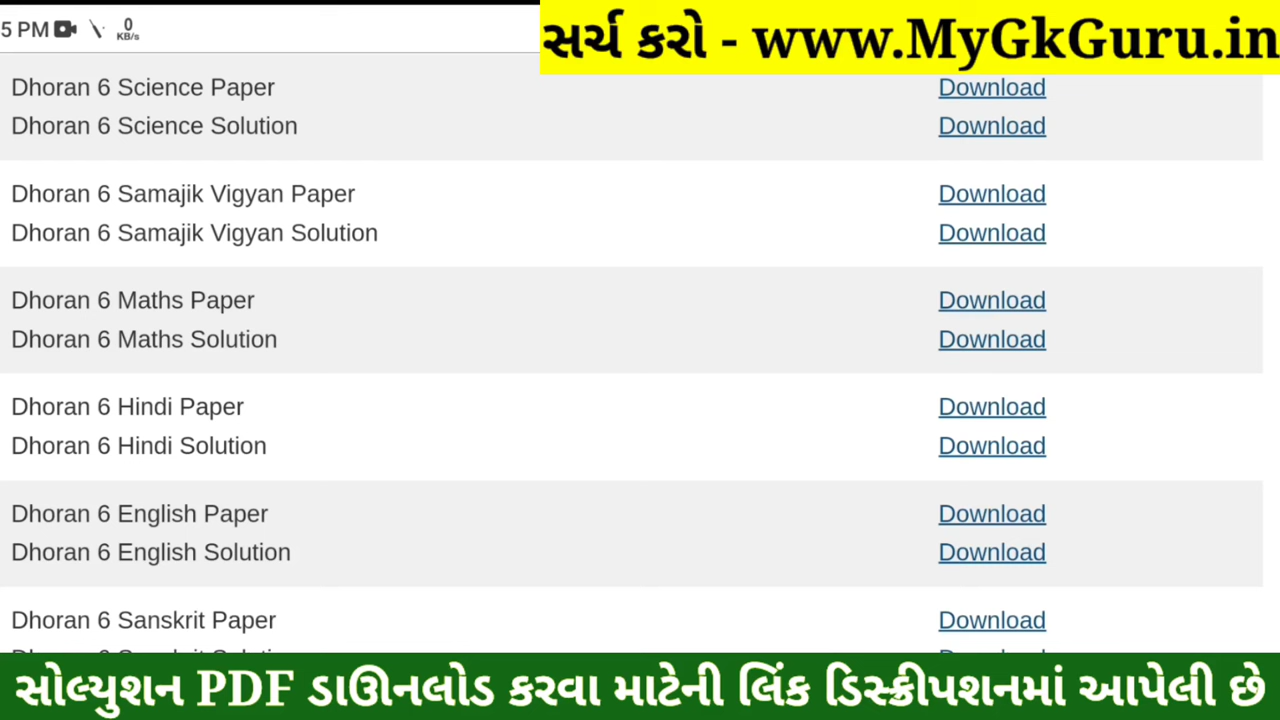 5 PM 0 KB/s
સર્ચ કરો - www.MyGkGuru.in
Dhoran 6 Science Paper Download
Dhoran 6 Science Solution Download
Dhoran 6 Samajik Vigyan Paper Download
Dhoran 6 Samajik Vigyan Solution Download
Dhoran 6 Maths Paper Download
Dhoran 6 Maths Solution Download
Dhoran 6 Hindi Paper Download
Dhoran 6 Hindi Solution Download
Dhoran 6 English Paper Download
Dhoran 6 English Solution Download
Dhoran 6 Sanskrit Paper Download
સોલ્યુશન PDF ડાઊનલોડ કરવા માટેની લિંક ડિસ્ક્રીપશનમાં આપેલી છે